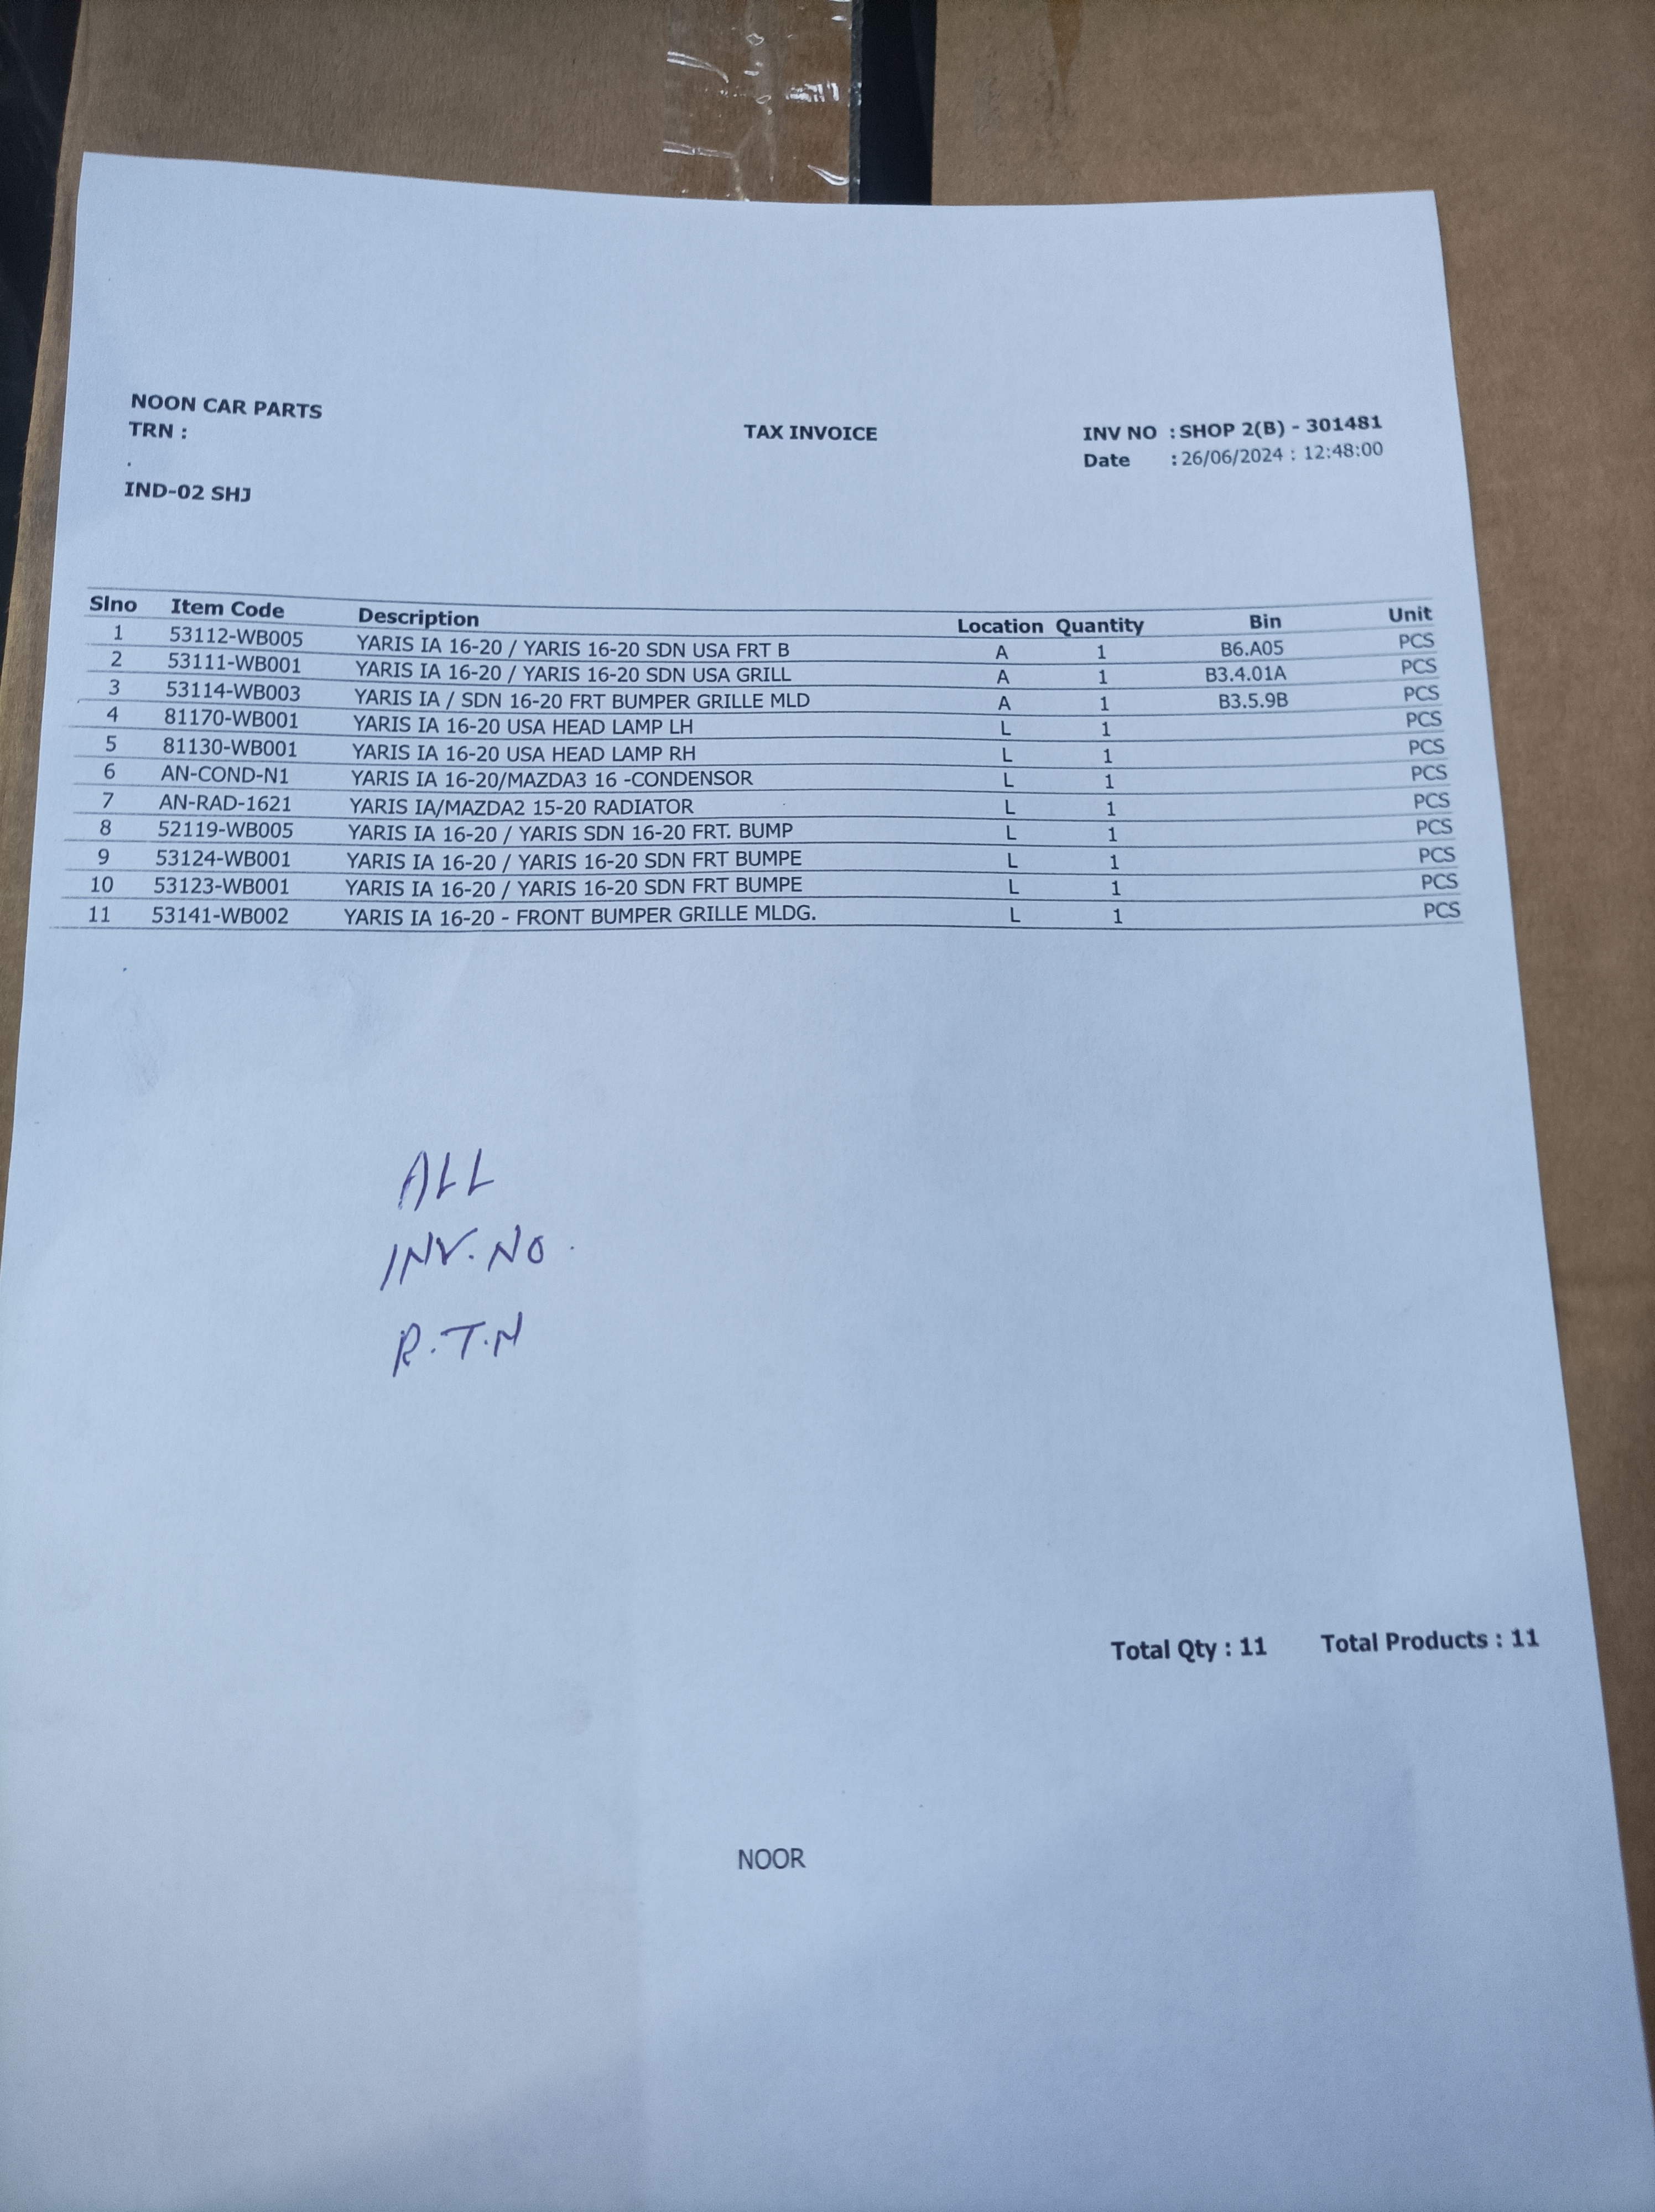 NOON CAR PARTS
TRN :
.
IND-02 SHJ
TAX INVOICE
INV NO : SHOP 2(B) - 301481
Date : 26/06/2024 : 12:48:00
Slno Item Code Description Location Quantity Bin Unit
1 53112-WB005 YARIS IA 16-20 / YARIS 16-20 SDN USA FRT B A 1 B6.A05 PCS
2 53111-WB001 YARIS IA 16-20 / YARIS 16-20 SDN USA GRILL A 1 B3.4.01A PCS
3 53114-WB003 YARIS IA / SDN 16-20 FRT BUMPER GRILLE MLD A 1 B3.5.9B PCS
4 81170-WB001 YARIS IA 16-20 USA HEAD LAMP LH L 1 PCS
5 81130-WB001 YARIS IA 16-20 USA HEAD LAMP RH L 1 PCS
6 AN-COND-N1 YARIS IA 16-20/MAZDA3 16 -CONDENSOR L 1 PCS
7 AN-RAD-1621 YARIS IA/MAZDA2 15-20 RADIATOR L 1 PCS
8 52119-WB005 YARIS IA 16-20 / YARIS SDN 16-20 FRT. BUMP L 1 PCS
9 53124-WB001 YARIS IA 16-20 / YARIS 16-20 SDN FRT BUMPE L 1 PCS
10 53123-WB001 YARIS IA 16-20 / YARIS 16-20 SDN FRT BUMPE L 1 PCS
11 53141-WB002 YARIS IA 16-20 - FRONT BUMPER GRILLE MLDG. L 1 PCS
ALL
INV. NO.
R.T.N
Total Qty : 11 Total Products : 11
NOOR